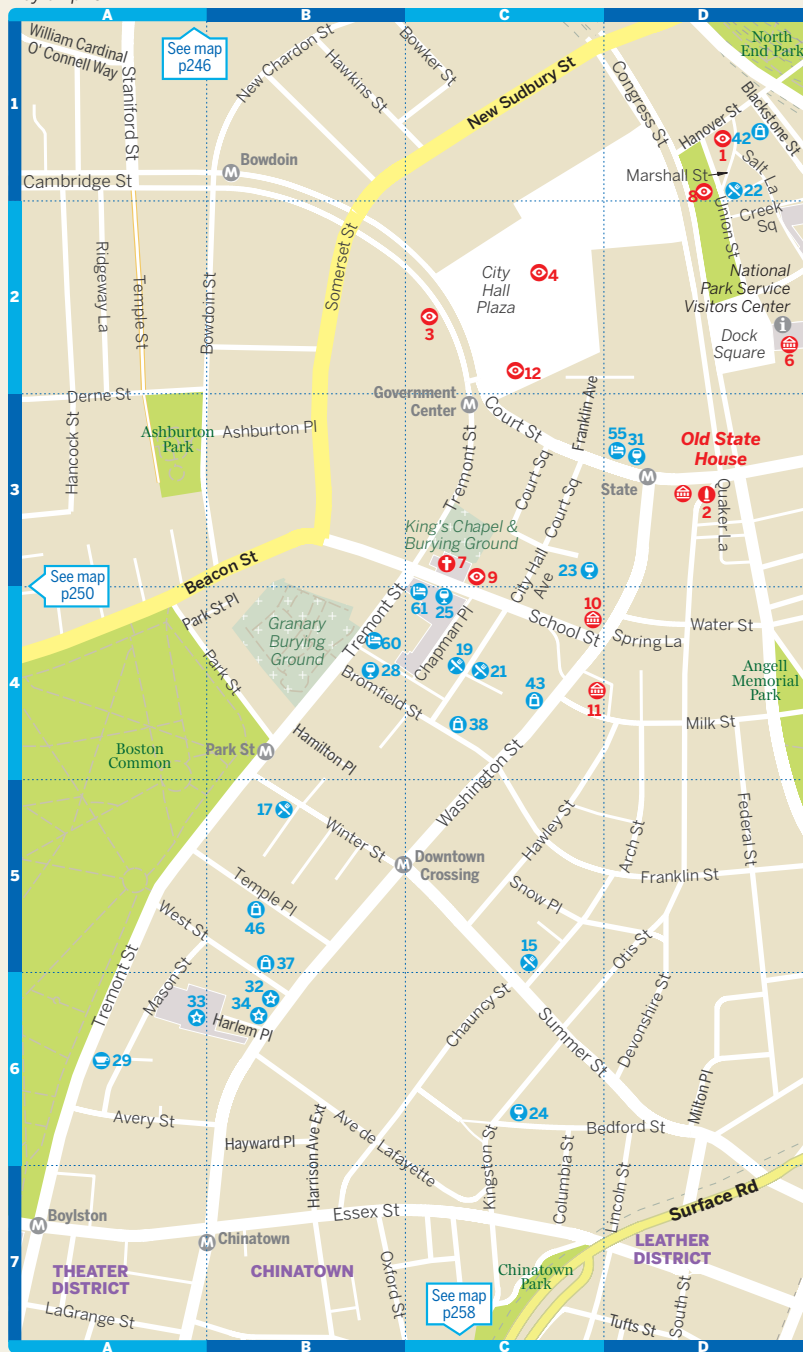 A
B
C
D
William Cardinal
O' Connell Way
Staniford St
See map
p246
New Chardon St
Hawkins St
Bowker St
New Sudbury St
Congress St
North
End Park
Hanover St
Blackstone St
1
1
42
Salt La
Marshall St
8
22
Creek
Sq
Union St
Bowdoin
Cambridge St
Ridgeway La
Temple St
Bowdoin St
Somerset St
2
City
Hall
Plaza
4
3
12
National
Park Service
Visitors Center
Dock
Square
6
Derne St
Government
Center
Hancock St
Ashburton
Park
Ashburton Pl
Tremont St
Court St
Court Sq
Court Sq
Franklin Ave
55
31
Old State
House
State
2
Quaker La
3
King's Chapel &
Burying Ground
7
9
City Hall
Ave
23
See map
p250
Beacon St
Park St Pl
Park St
Granary
Burying
Ground
Tremont St
61
25
60
28
Chapman Pl
19
21
School St
10
Spring La
Water St
Bromfield St
43
11
Angell
Memorial
Park
4
38
Milk St
Boston
Common
Park St
Hamilton Pl
Washington St
17
Winter St
Downtown
Crossing
Hawley St
Arch St
Federal St
5
Franklin St
Snow Pl
Temple Pl
46
West St
37
15
Otis St
Tremont St
Mason St
32
34
33
Harlem Pl
Chauncy St
Summer St
Devonshire St
6
29
Milton Pl
Avery St
24
Bedford St
Hayward Pl
Harrison Ave Ext
Ave de Lafayette
Kingston St
Columbia St
Lincoln St
Surface Rd
Essex St
Boylston
Chinatown
LEATHER
DISTRICT
7
THEATER
DISTRICT
CHINATOWN
Oxford St
Chinatown
Park
See map
p258
South St
LaGrange St
Tufts St
A
B
C
D